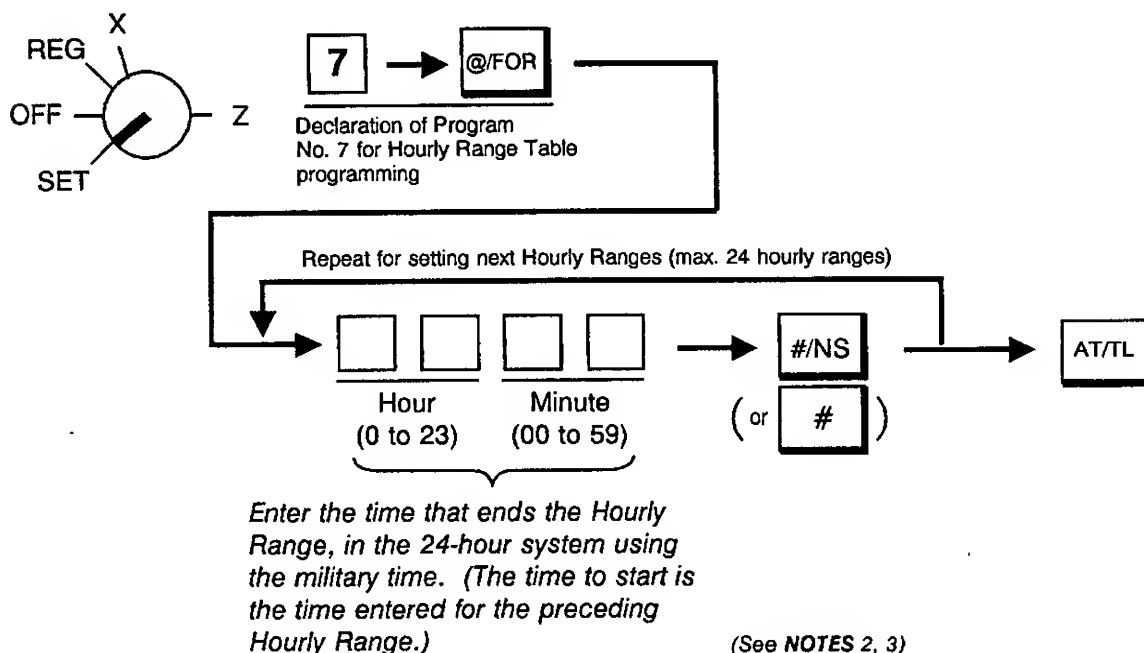 X
REG
OFF
Z
SET
7
@/FOR
Declaration of Program
No. 7 for Hourly Range Table
programming
Repeat for setting next Hourly Ranges (max. 24 hourly ranges)
#/NS
AT/TL
Hour
(0 to 23)
Minute
(00 to 59)
( or # )
Enter the time that ends the Hourly
Range, in the 24-hour system using
the military time. (The time to start is
the time entered for the preceding
Hourly Range.)
(See NOTES 2, 3)